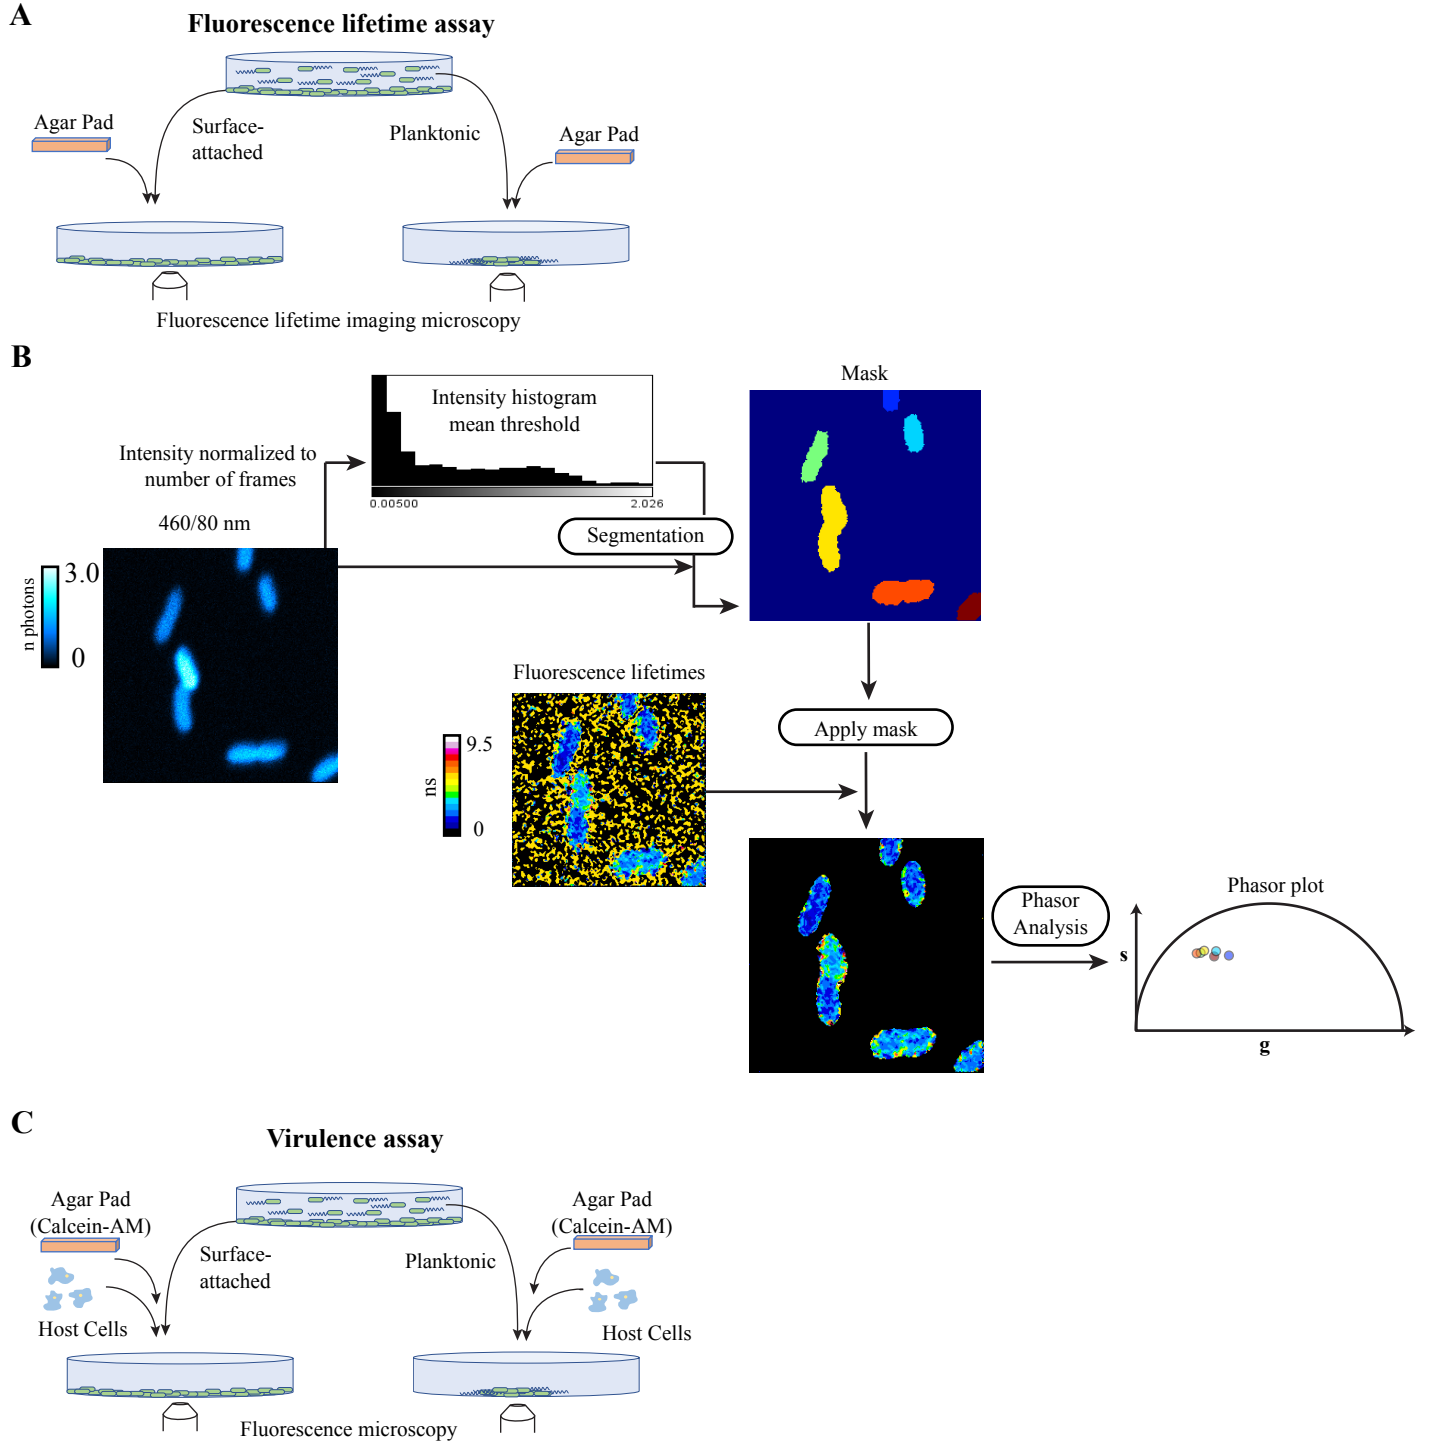 A
Fluorescence lifetime assay
Agar Pad
Surface-
attached
Planktonic
Agar Pad
Fluorescence lifetime imaging microscopy
B
Intensity normalized to
number of frames
460/80 nm
n photons
3.0
0
Intensity histogram
mean threshold
0.00500
2.026
Segmentation
Mask
Fluorescence lifetimes
ns
9.5
0
Apply mask
Phasor
Analysis
Phasor plot
s
g
C
Virulence assay
Agar Pad
(Calcein-AM)
Host Cells
Surface-
attached
Planktonic
Agar Pad
(Calcein-AM)
Host Cells
Fluorescence microscopy